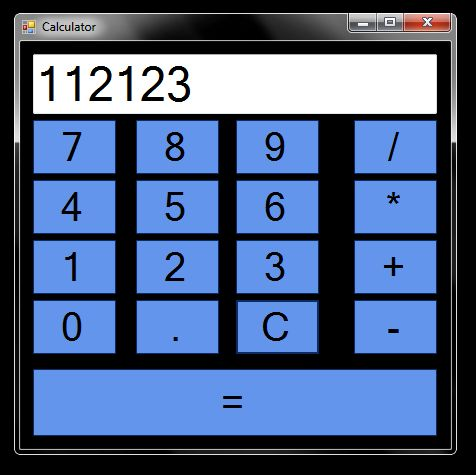 Calculator
112123
7 8 9 /
4 5 6 *
1 2 3 +
0 . C -
=